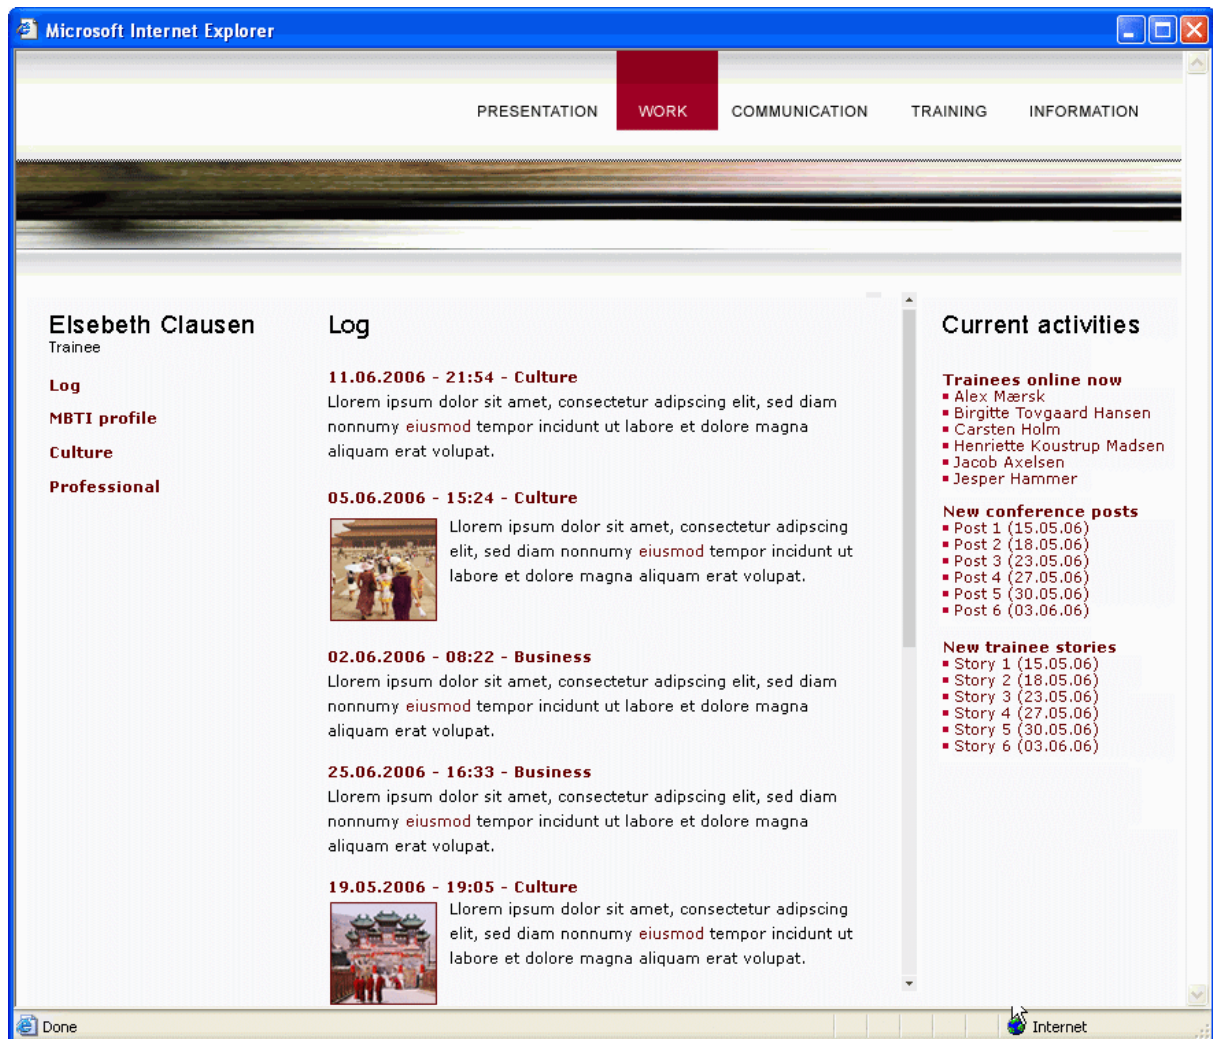 Microsoft Internet Explorer
PRESENTATION WORK COMMUNICATION TRAINING INFORMATION
Elsebeth Clausen
Trainee
Log
MBTI profile
Culture
Professional
Log
11.06.2006 - 21:54 - Culture
Llorem ipsum dolor sit amet, consectetur adipscing elit, sed diam
nonnumy eiusmod tempor incidunt ut labore et dolore magna
aliquam erat volupat.
05.06.2006 - 15:24 - Culture
Llorem ipsum dolor sit amet, consectetur adipscing
elit, sed diam nonnumy eiusmod tempor incidunt ut
labore et dolore magna aliquam erat volupat.
02.06.2006 - 08:22 - Business
Llorem ipsum dolor sit amet, consectetur adipscing elit, sed diam
nonnumy eiusmod tempor incidunt ut labore et dolore magna
aliquam erat volupat.
25.06.2006 - 16:33 - Business
Llorem ipsum dolor sit amet, consectetur adipscing elit, sed diam
nonnumy eiusmod tempor incidunt ut labore et dolore magna
aliquam erat volupat.
19.05.2006 - 19:05 - Culture
Llorem ipsum dolor sit amet, consectetur adipscing
elit, sed diam nonnumy eiusmod tempor incidunt ut
labore et dolore magna aliquam erat volupat.
Current activities
Trainees online now
Alex Mærsk
Birgitte Tovgaard Hansen
Carsten Holm
Henriette Koustrup Madsen
Jacob Axelsen
Jesper Hammer
New conference posts
Post 1 (15.05.06)
Post 2 (18.05.06)
Post 3 (23.05.06)
Post 4 (27.05.06)
Post 5 (30.05.06)
Post 6 (03.06.06)
New trainee stories
Story 1 (15.05.06)
Story 2 (18.05.06)
Story 3 (23.05.06)
Story 4 (27.05.06)
Story 5 (30.05.06)
Story 6 (03.06.06)
Done
Internet